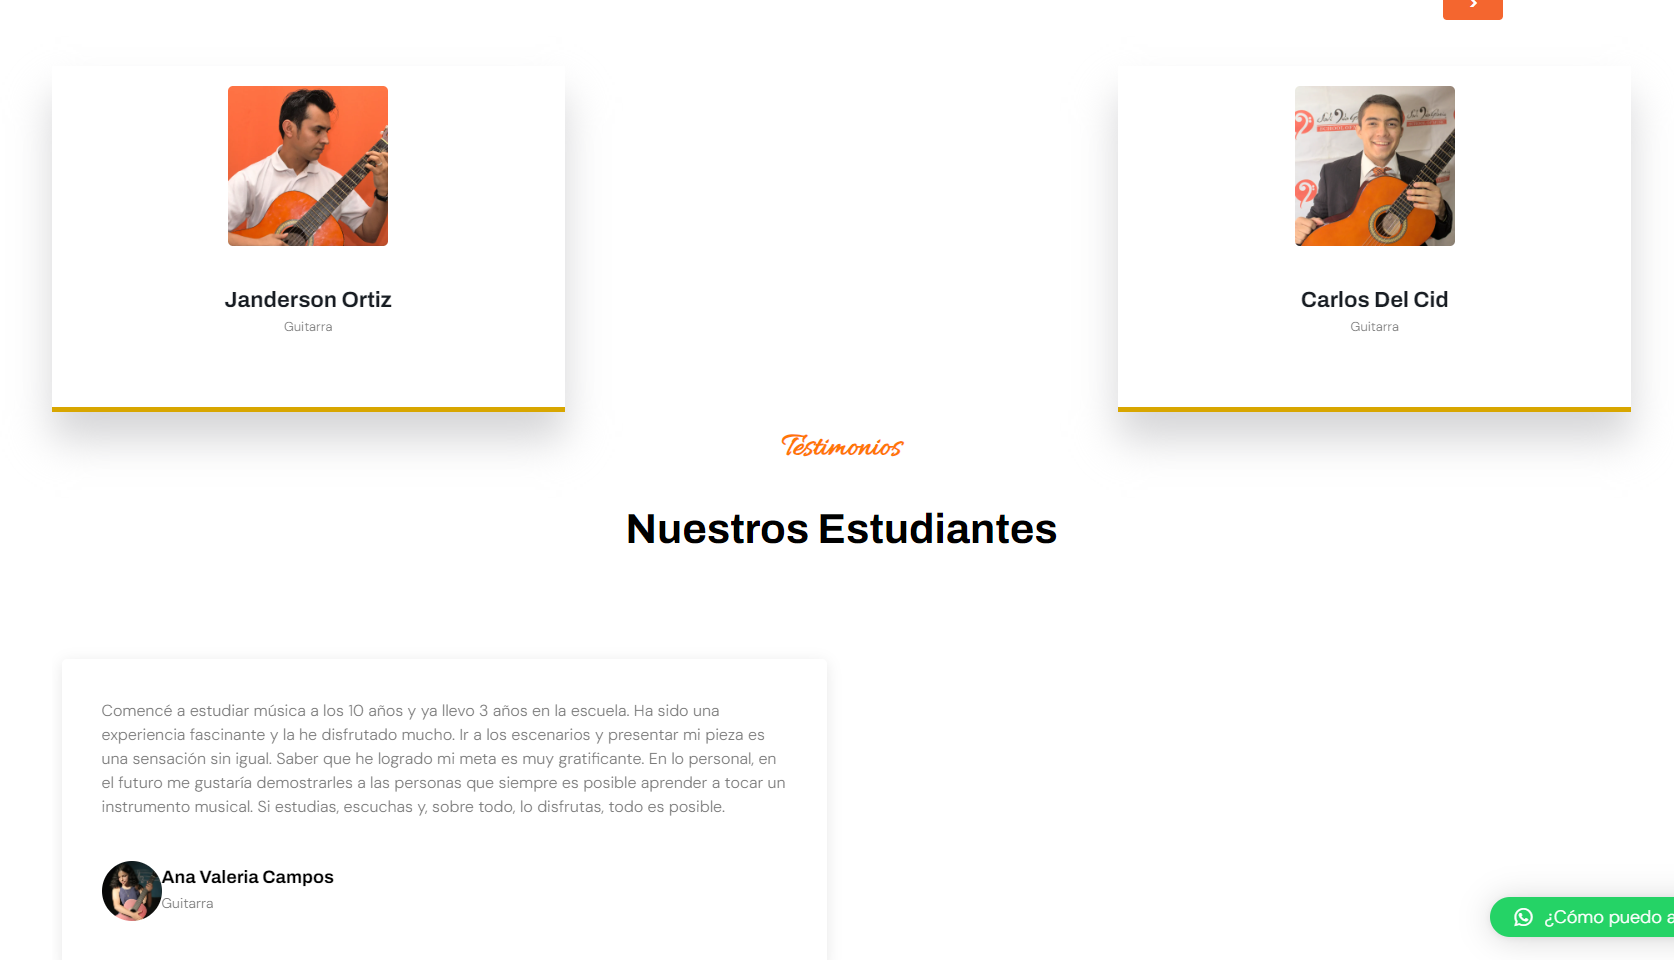 Janderson Ortiz
Guitarra
Carlos Del Cid
Guitarra
Testimonios
Nuestros Estudiantes
Comencé a estudiar música a los 10 años y ya llevo 3 años en la escuela. Ha sido una
experiencia fascinante y la he disfrutado mucho. Ir a los escenarios y presentar mi pieza es
una sensación sin igual. Saber que he logrado mi meta es muy gratificante. En lo personal, en
el futuro me gustaría demostrarles a las personas que siempre es posible aprender a tocar un
instrumento musical. Si estudias, escuchas y, sobre todo, lo disfrutas, todo es posible.
Ana Valeria Campos
Guitarra
¿Cómo puedo a